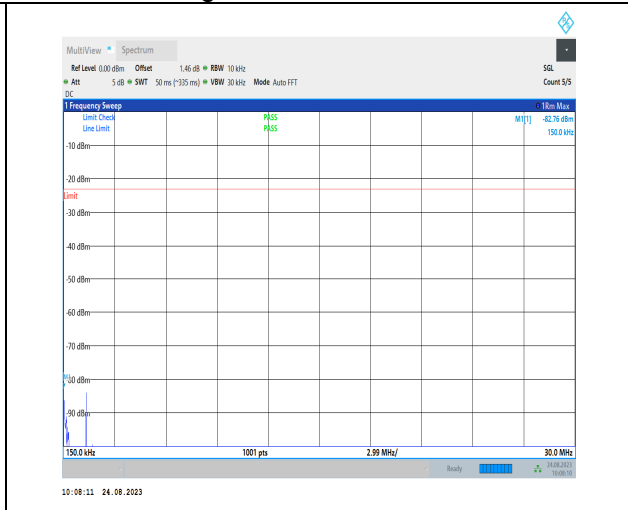 MultiView Spectrum
Ref Level 0.00 dBm Offset 1.46 dB RBW 10 kHz SGL
Att 5 dB SWT 50 ms (~335 ms) VBW 30 kHz Mode Auto FFT Count 5/5
DC
1 Frequency Sweep 1Rm Max
Limit Check PASS M1[1] -82.76 dBm
Line Limit PASS 150.0 kHz
-10 dBm
-20 dBm
Limit
-30 dBm
-40 dBm
-50 dBm
-60 dBm
-70 dBm
-80 dBm
-90 dBm
150.0 kHz 1001 pts 2.99 MHz/ 30.0 MHz
Ready 24.08.2023
10:08:10
10:08:11 24.08.2023